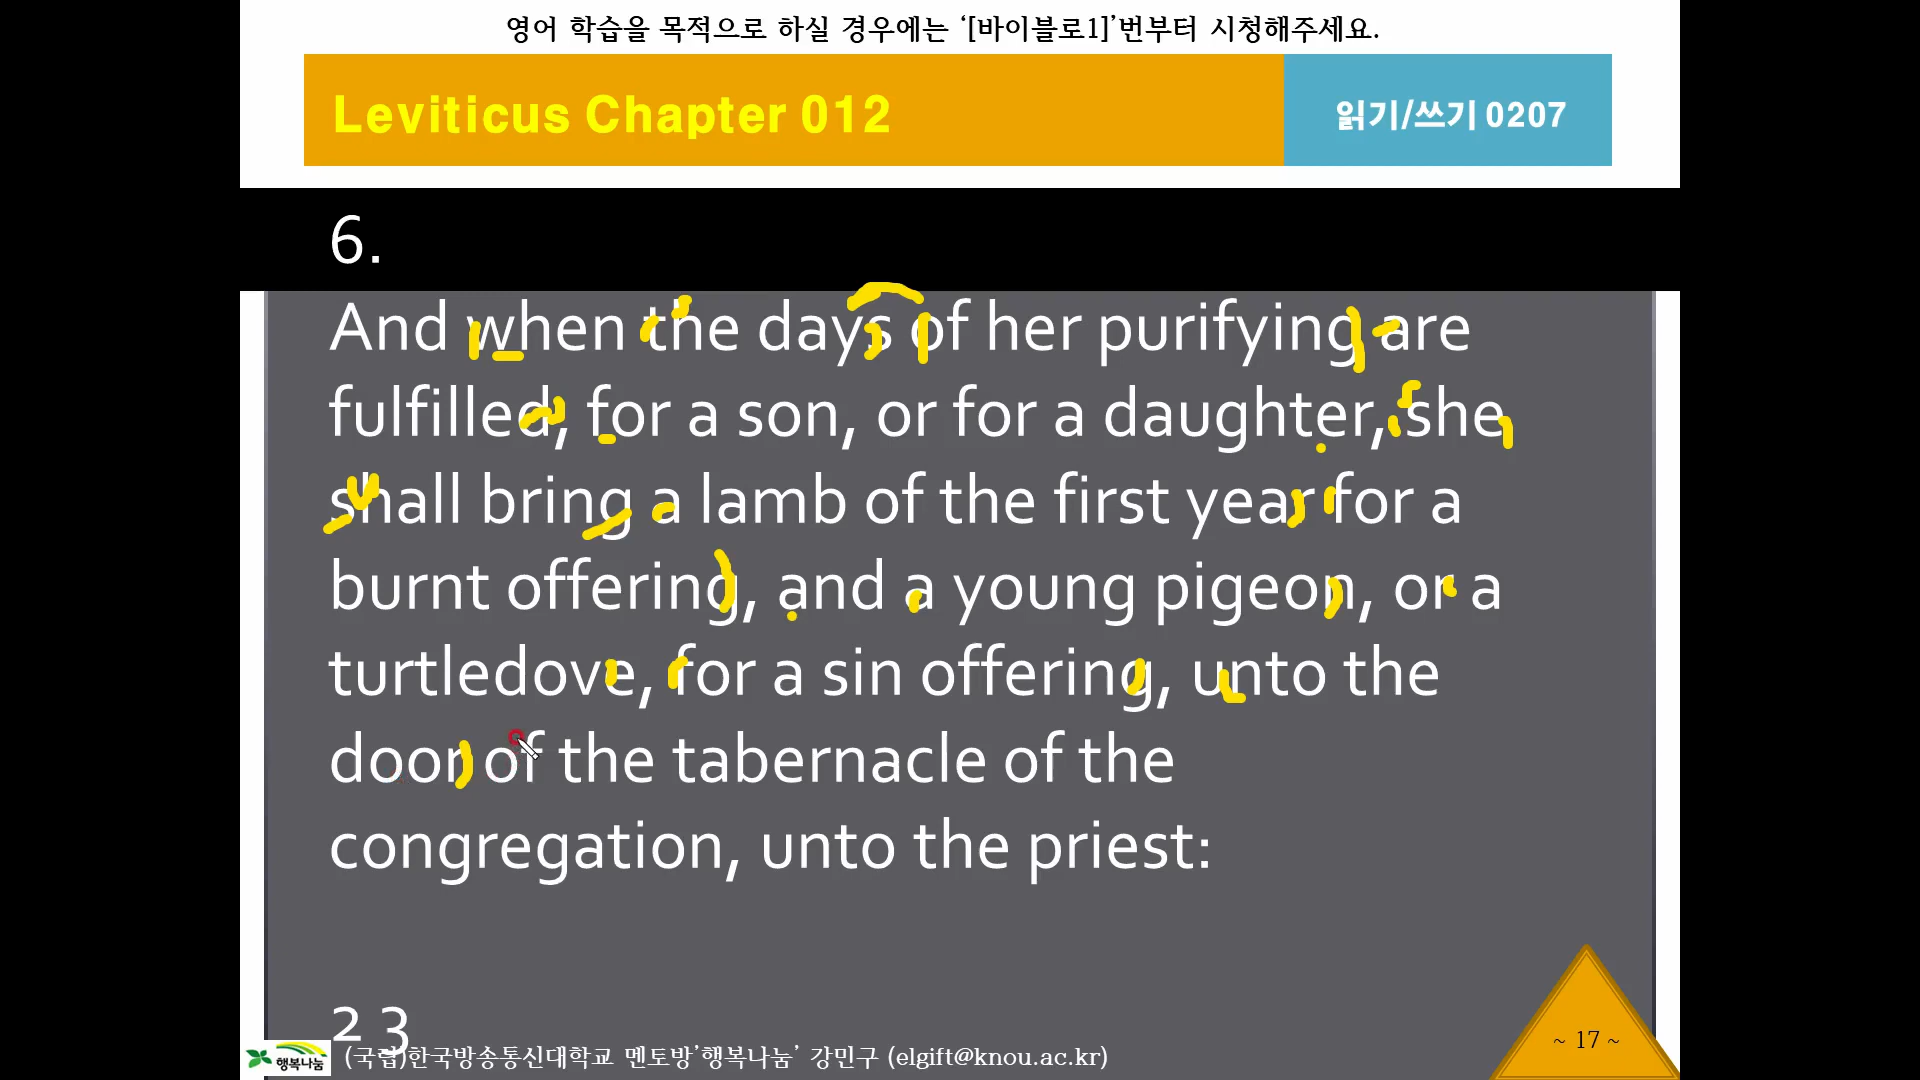 영어 학습을 목적으로 하실 경우에는 ‘[바이블로1]’번부터 시청해주세요.
Leviticus Chapter 012
읽기/쓰기 0207
6.
And when the days of her purifying are
fulfilled, for a son, or for a daughter, she
shall bring a lamb of the first year for a
burnt offering, and a young pigeon, or a
turtledove, for a sin offering, unto the
door of the tabernacle of the
congregation, unto the priest:
2 3
행복나눔
(국립)한국방송통신대학교 멘토방’행복나눔’ 강민구 (elgift@knou.ac.kr)
~ 17 ~